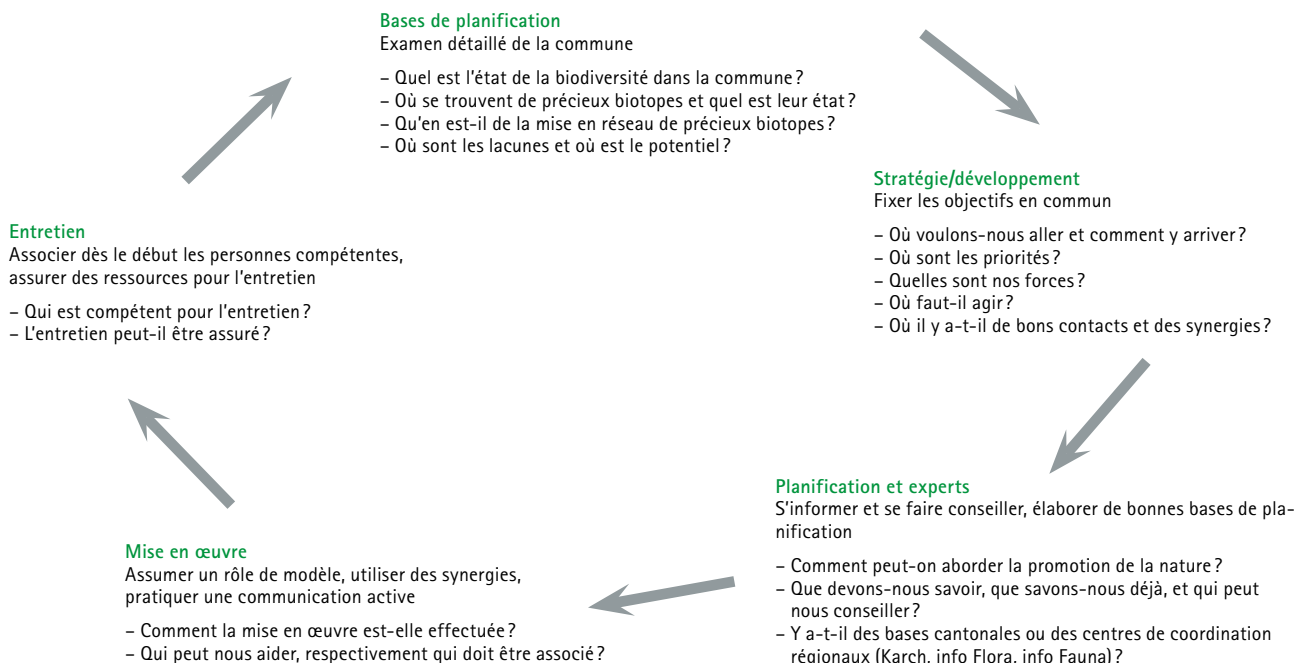 Bases de planification
Examen détaillé de la commune
– Quel est l'état de la biodiversité dans la commune?
– Où se trouvent de précieux biotopes et quel est leur état?
– Qu'en est-il de la mise en réseau de précieux biotopes?
– Où sont les lacunes et où est le potentiel?
Stratégie/développement
Fixer les objectifs en commun
– Où voulons-nous aller et comment y arriver?
– Où sont les priorités?
– Quelles sont nos forces?
– Où faut-il agir?
– Où il y a-t-il de bons contacts et des synergies?
Planification et experts
S'informer et se faire conseiller, élaborer de bonnes bases de pla-
nification
– Comment peut-on aborder la promotion de la nature?
– Que devons-nous savoir, que savons-nous déjà, et qui peut
nous conseiller?
– Y a-t-il des bases cantonales ou des centres de coordination
régionaux (Karch, info Flora, info Fauna)?
Mise en œuvre
Assumer un rôle de modèle, utiliser des synergies,
pratiquer une communication active
– Comment la mise en œuvre est-elle effectuée?
– Qui peut nous aider, respectivement qui doit être associé?
Entretien
Associer dès le début les personnes compétentes,
assurer des ressources pour l'entretien
– Qui est compétent pour l'entretien?
– L'entretien peut-il être assuré?